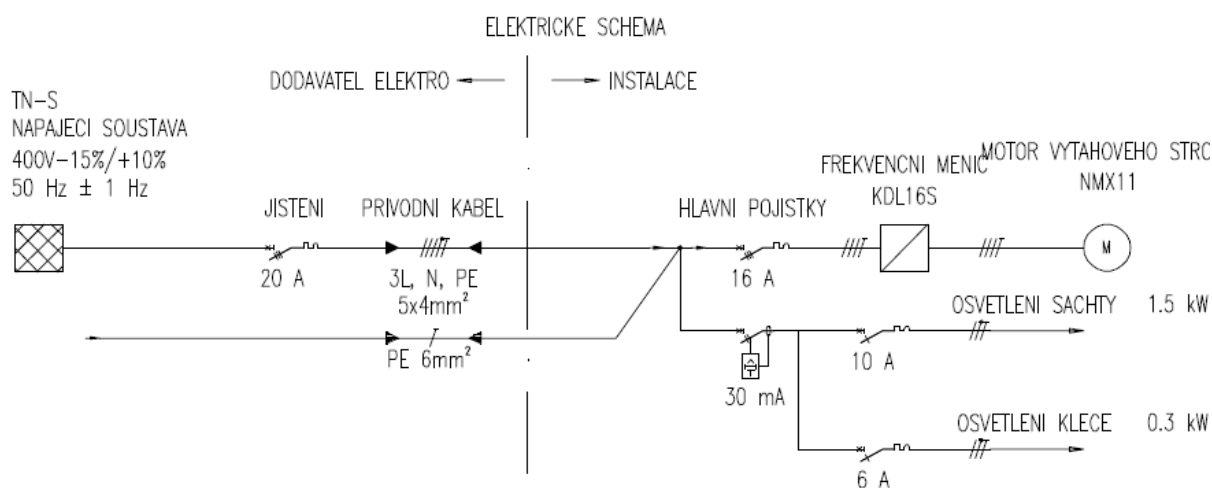 ELEKTRICKE SCHEMA
DODAVATEL ELEKTRO
INSTALACE
TN-S
NAPAJECI SOUSTAVA
400V-15%/+10%
50 Hz ± 1 Hz
JISTENI
PRIVODNI KABEL
HLAVNI POJISTKY
FREKVENCNI MENIC
KDL16S
MOTOR VYTAHOVEHO STRO
NMX11
M
20 A
3L, N, PE
5x4mm²
16 A
PE 6mm²
OSVETLENI SACHTY 1.5 kW
30 mA
10 A
OSVETLENI KLECE 0.3 kW
6 A